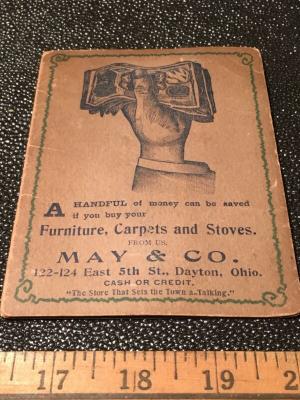 A HANDFUL of money can be saved
if you buy your
Furniture, Carpets and Stoves.
FROM US.
MAY & CO.
122-124 East 5th St., Dayton, Ohio.
CASH OR CREDIT.
"The Store That Sets the Town a Talking."
17 18 19 2